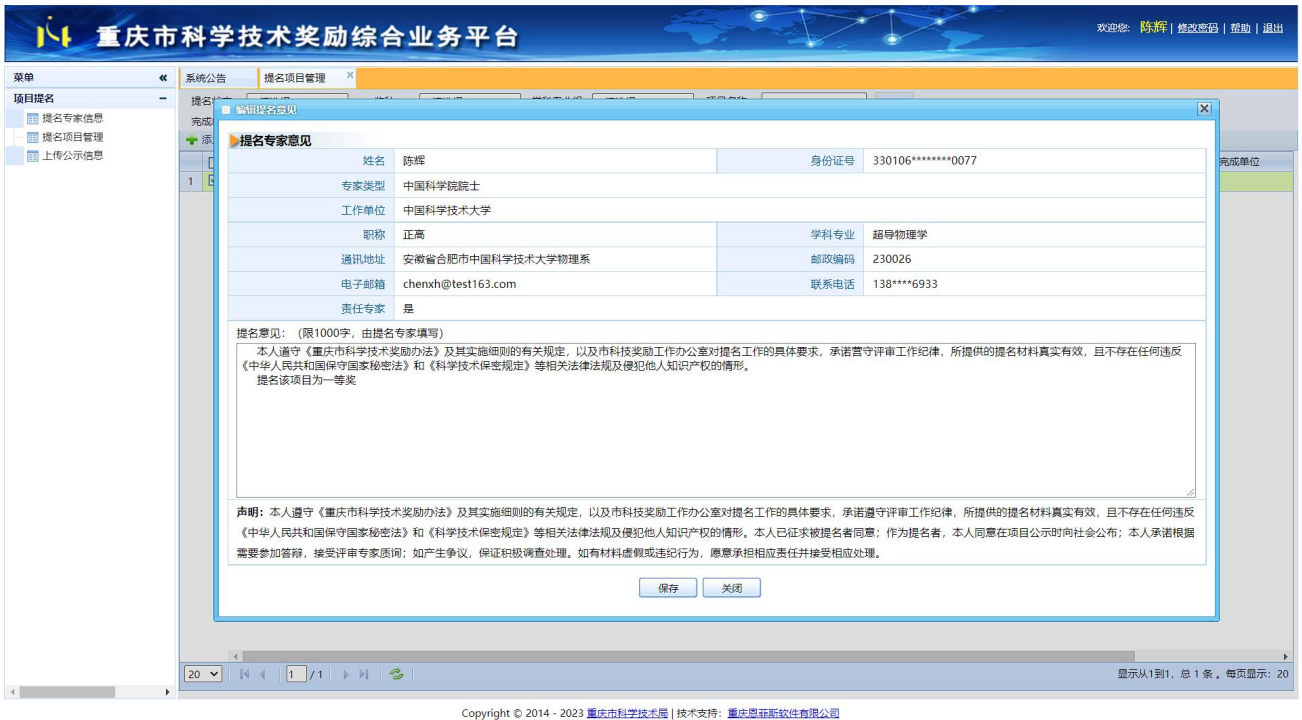 重庆市科学技术奖励综合业务平台
欢迎您: 陈辉 | 修改密码 | 帮助 | 退出
菜单 «
系统公告 提名项目管理 ×
项目提名 −
提名专家信息
提名项目管理
上传公示信息
提名
完成
添
完成单位
1
编辑提名意见
提名专家意见
姓名 陈辉 身份证号 330106********0077
专家类型 中国科学院院士
工作单位 中国科学技术大学
职称 正高 学科专业 超导物理学
通讯地址 安徽省合肥市中国科学技术大学物理系 邮政编码 230026
电子邮箱 chenxh@test163.com 联系电话 138****6933
责任专家 是
提名意见: (限1000字,由提名专家填写)
本人遵守《重庆市科学技术奖励办法》及其实施细则的有关规定,以及市科技奖励工作办公室对提名工作的具体要求,承诺营守评审工作纪律,所提供的提名材料真实有效,且不存在任何违反
《中华人民共和国保守国家秘密法》和《科学技术保密规定》等相关法律法规及侵犯他人知识产权的情形。
提名该项目为一等奖
声明:本人遵守《重庆市科学技术奖励办法》及其实施细则的有关规定,以及市科技奖励工作办公室对提名工作的具体要求,承诺遵守评审工作纪律,所提供的提名材料真实有效,且不存在任何违反
《中华人民共和国保守国家秘密法》和《科学技术保密规定》等相关法律法规及侵犯他人知识产权的情形。本人已征求被提名者同意;作为提名者,本人同意在项目公示时向社会公布;本人承诺根据
需要参加答辩,接受评审专家质询;如产生争议,保证积极调查处理。如有材料虚假或违纪行为,愿意承担相应责任并接受相应处理。
保存 关闭
20 1 / 1 显示从1到1,总 1 条 。每页显示:20
Copyright © 2014 - 2023 重庆市科学技术局 | 技术支持:重庆恩菲斯软件有限公司